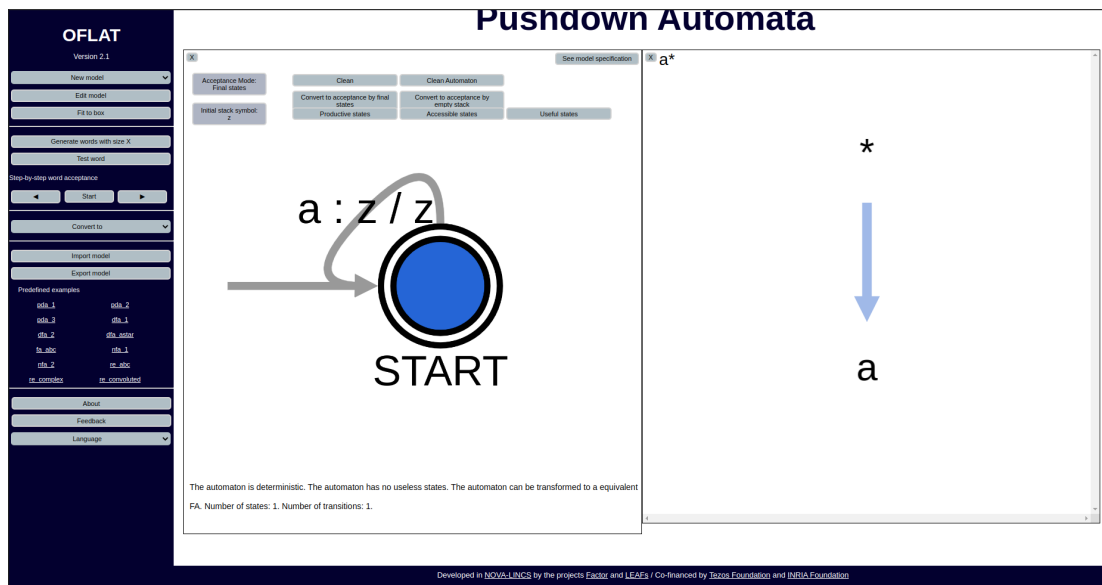 Pushdown Automata
OFLAT
Version 2.1
New model
Edit model
Fit to box
Generate words with size X
Test word
Step-by-step word acceptance
◄ Start ►
Convert to
Import model
Export model
Predefined examples
pda_1 pda_2
pda_3 dfa_1
dfa_2 dfa_astar
fa_abc nfa_1
nfa_2 re_abc
re_complex re_convoluted
About
Feedback
Language
X
See model specification
Acceptance Mode:
Final states
Clean
Clean Automaton
Initial stack symbol:
z
Convert to acceptance by final
states
Convert to acceptance by
empty stack
Productive states
Accessible states
Useful states
a : z / z
START
The automaton is deterministic. The automaton has no useless states. The automaton can be transformed to a equivalent
FA. Number of states: 1. Number of transitions: 1.
X a*
*
a
Developed in NOVA-LINCS by the projects Factor and LEAFs / Co-financed by Tezos Foundation and INRIA Foundation